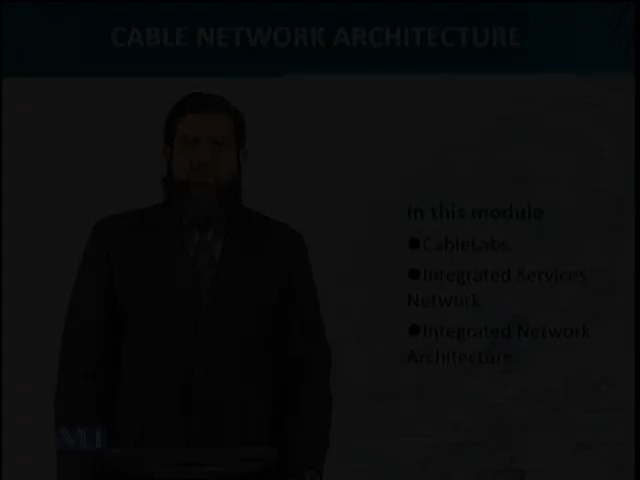 CABLE NETWORK ARCHITECTURE
In this module
●CableLabs
●Integrated Services
Network
●Integrated Network
Architecture